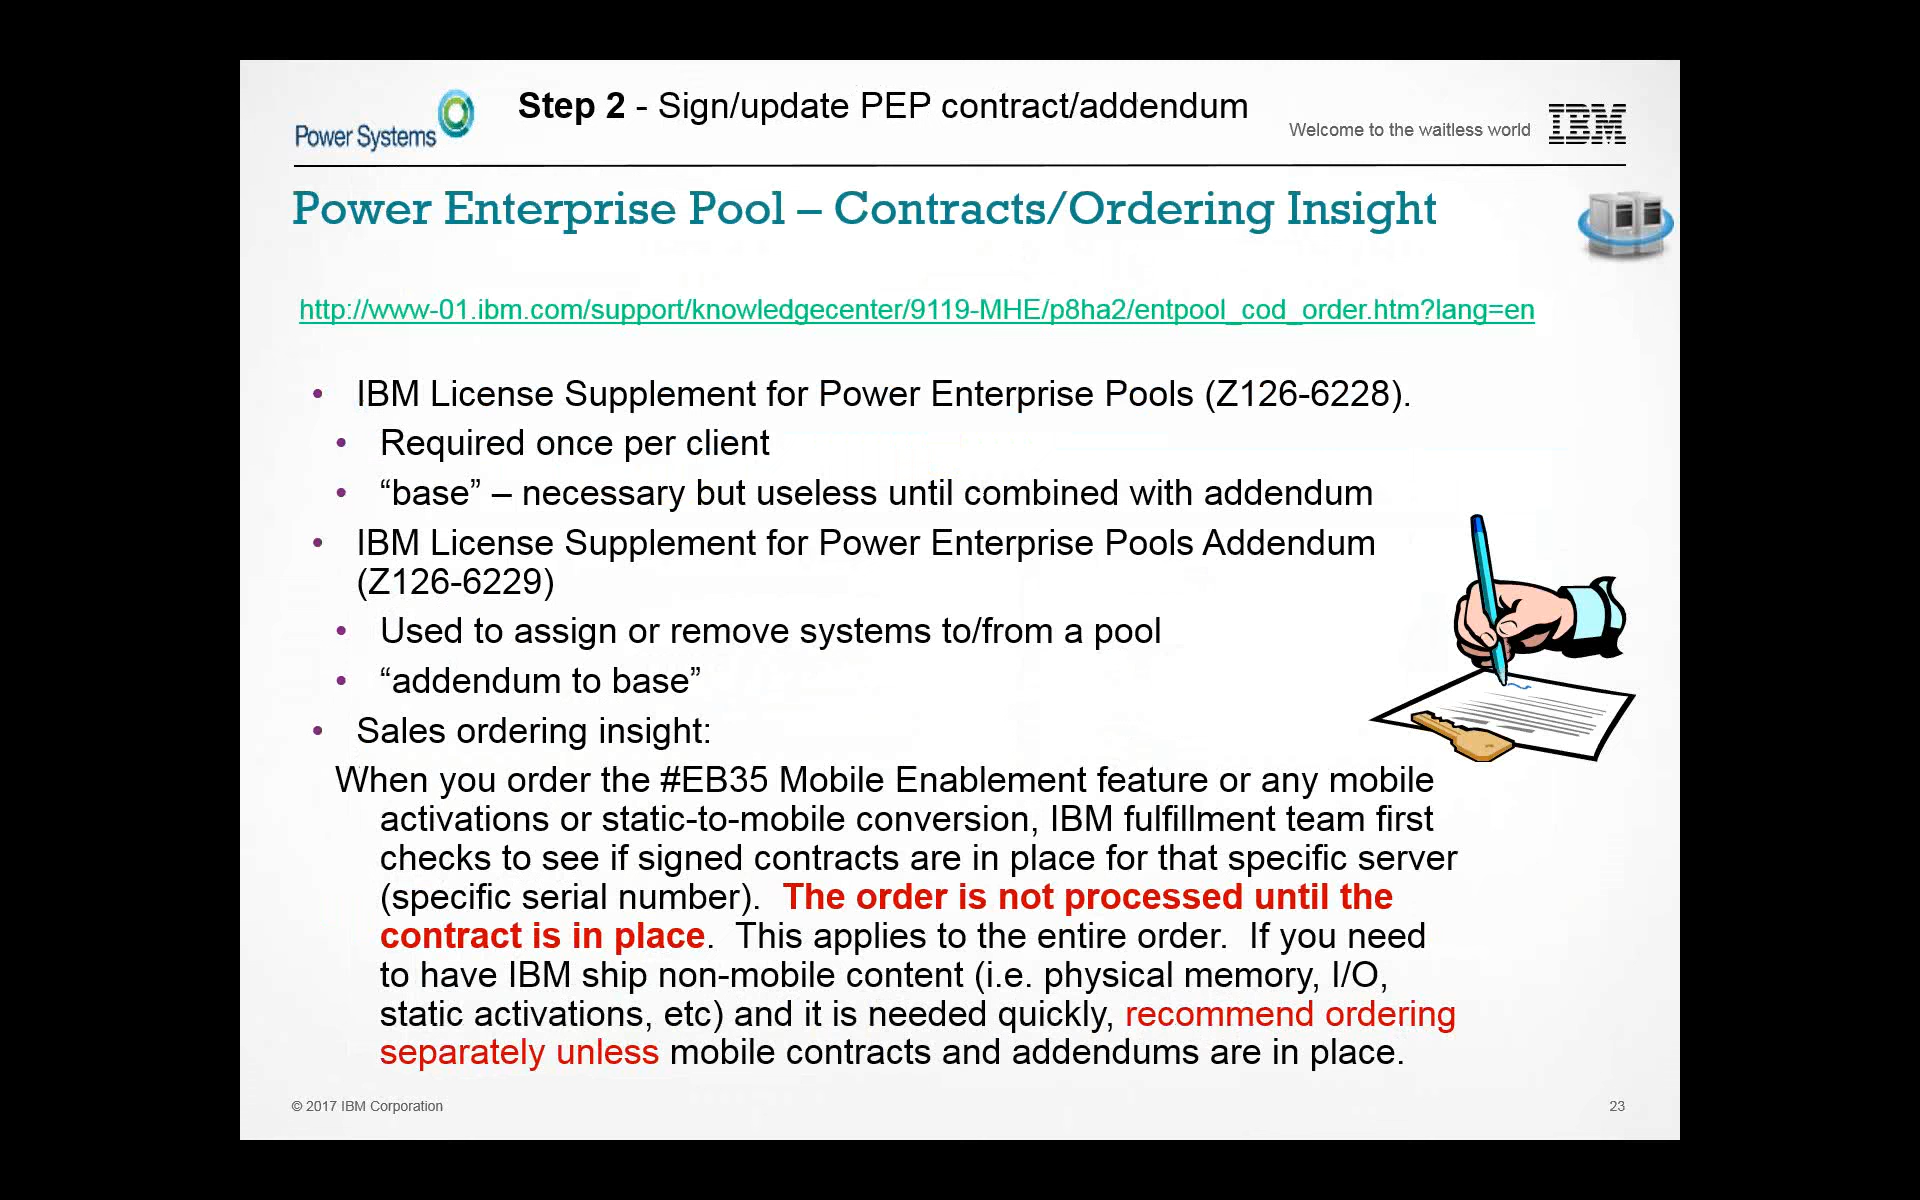 Step 2 - Sign/update PEP contract/addendum
Power Systems
Welcome to the waitless world
IBM
Power Enterprise Pool – Contracts/Ordering Insight
http://www-01.ibm.com/support/knowledgecenter/9119-MHE/p8ha2/entpool_cod_order.htm?lang=en
• IBM License Supplement for Power Enterprise Pools (Z126-6228).
• Required once per client
• “base” – necessary but useless until combined with addendum
• IBM License Supplement for Power Enterprise Pools Addendum
(Z126-6229)
• Used to assign or remove systems to/from a pool
• “addendum to base”
• Sales ordering insight:
When you order the #EB35 Mobile Enablement feature or any mobile
activations or static-to-mobile conversion, IBM fulfillment team first
checks to see if signed contracts are in place for that specific server
(specific serial number).  The order is not processed until the
contract is in place.  This applies to the entire order.  If you need
to have IBM ship non-mobile content (i.e. physical memory, I/O,
static activations, etc) and it is needed quickly, recommend ordering
separately unless mobile contracts and addendums are in place.
© 2017 IBM Corporation
23